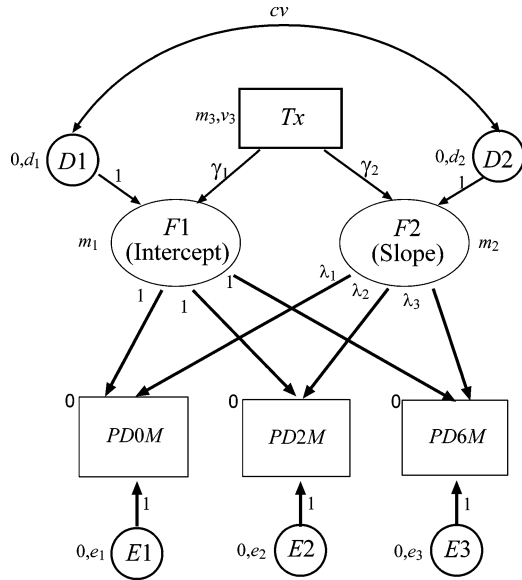 cv
m₃,v₃ Tx
0,d₁ D1
0,d₂ D2
1 γ₁ γ₂ 1
m₁ F1 (Intercept)
F2 (Slope) m₂
1 1 1 λ₁ λ₂ λ₃
0 PD0M
0 PD2M
0 PD6M
1 1 1
0,e₁ E1
0,e₂ E2
0,e₃ E3